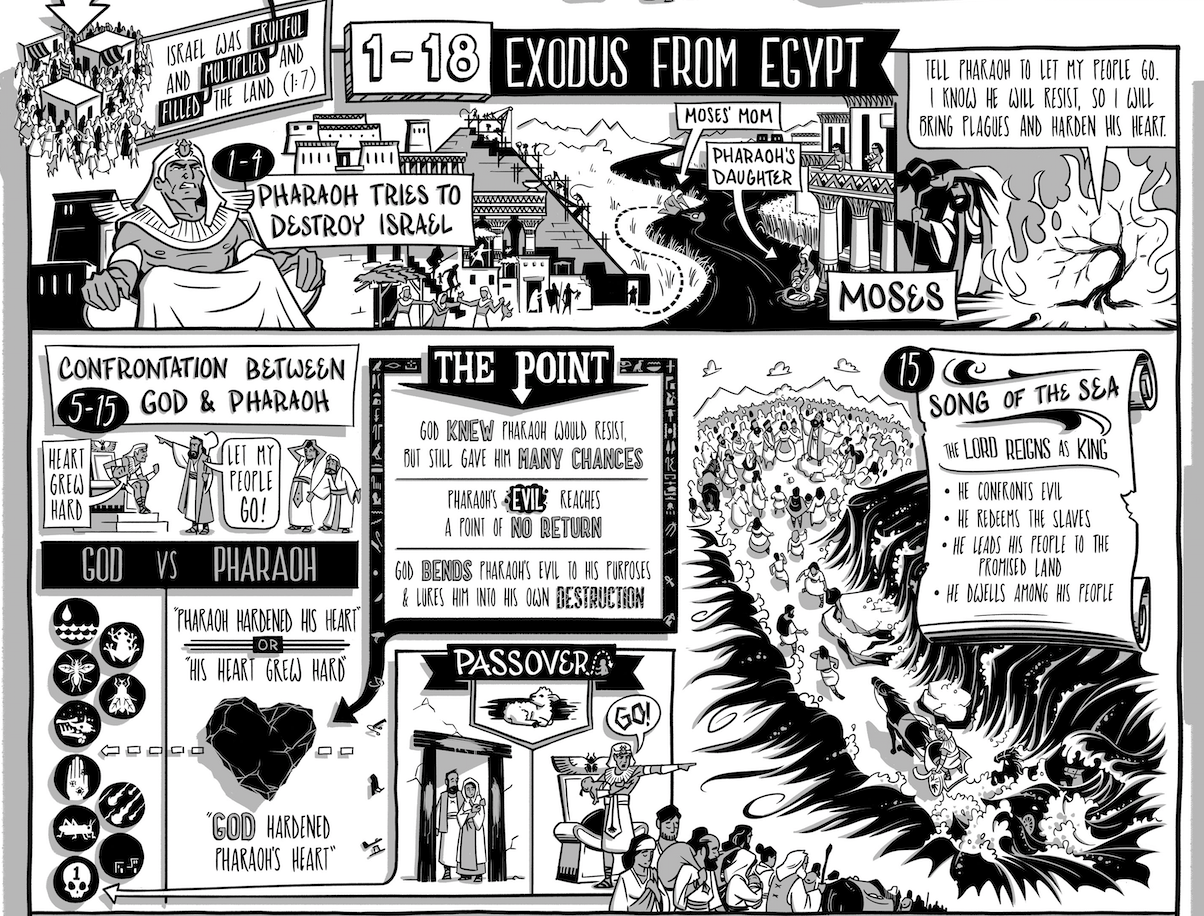 ISRAEL WAS FRUITFUL
AND MULTIPLIED AND
FILLED THE LAND (1:7)
1-18
EXODUS FROM EGYPT
1-4
PHARAOH TRIES TO
DESTROY ISRAEL
MOSES' MOM
PHARAOH'S
DAUGHTER
MOSES
TELL PHARAOH TO LET MY PEOPLE GO.
I KNOW HE WILL RESIST, SO I WILL
BRING PLAGUES AND HARDEN HIS HEART.
CONFRONTATION BETWEEN
5-15 GOD & PHARAOH
HEART
GREW
HARD
LET MY
PEOPLE
GO!
GOD VS PHARAOH
"PHARAOH HARDENED HIS HEART"
OR
"HIS HEART GREW HARD"
"GOD HARDENED
PHARAOH'S HEART"
1
THE POINT
GOD KNEW PHARAOH WOULD RESIST,
BUT STILL GAVE HIM MANY CHANCES
PHARAOH'S EVIL REACHES
A POINT OF NO RETURN
GOD BENDS PHARAOH'S EVIL TO HIS PURPOSES
& LURES HIM INTO HIS OWN DESTRUCTION
PASSOVER
GO!
15
SONG OF THE SEA
THE LORD REIGNS AS KING
• HE CONFRONTS EVIL
• HE REDEEMS THE SLAVES
• HE LEADS HIS PEOPLE TO THE
PROMISED LAND
• HE DWELLS AMONG HIS PEOPLE